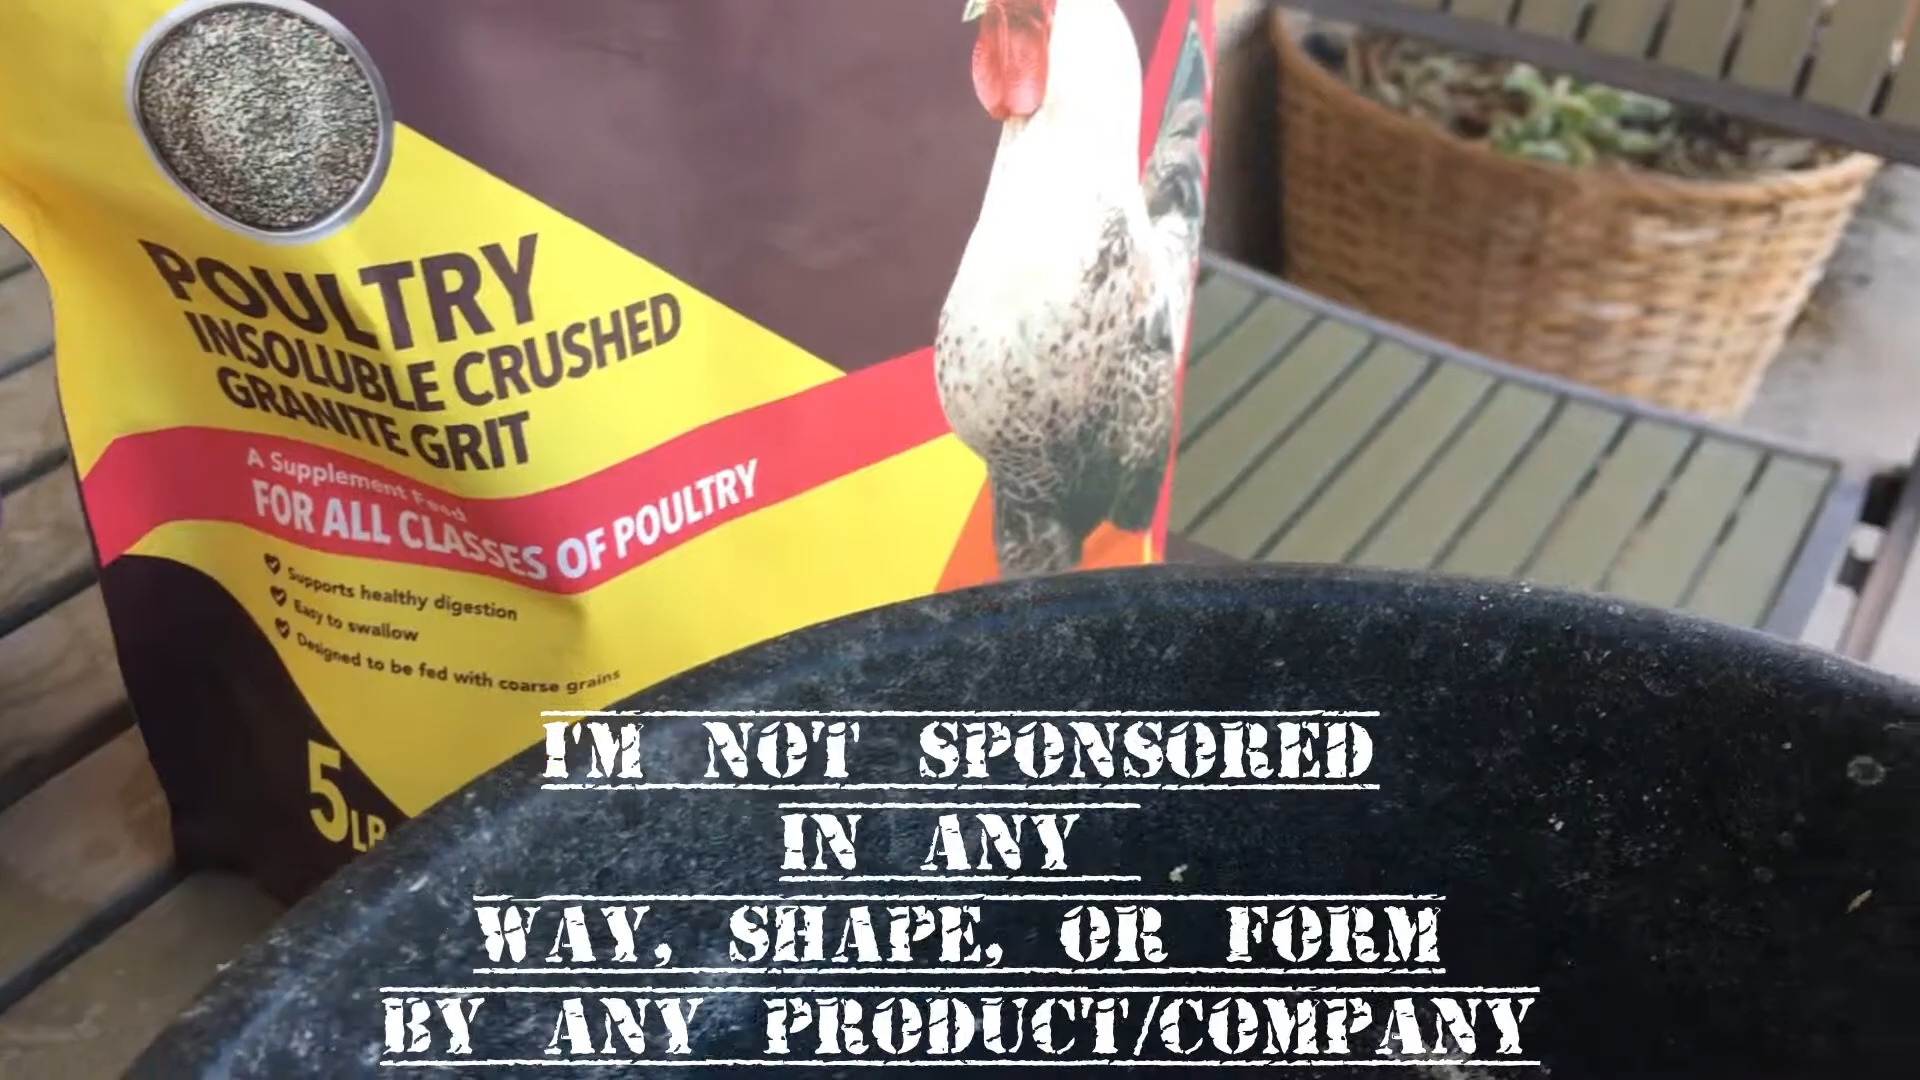 POULTRY
INSOLUBLE CRUSHED
GRANITE GRIT
A Supplement Feed
FOR ALL CLASSES OF POULTRY
Supports healthy digestion
Easy to swallow
Designed to be fed with coarse grains
5 LB
I'M NOT SPONSORED
IN ANY
WAY, SHAPE, OR FORM
BY ANY PRODUCT/COMPANY